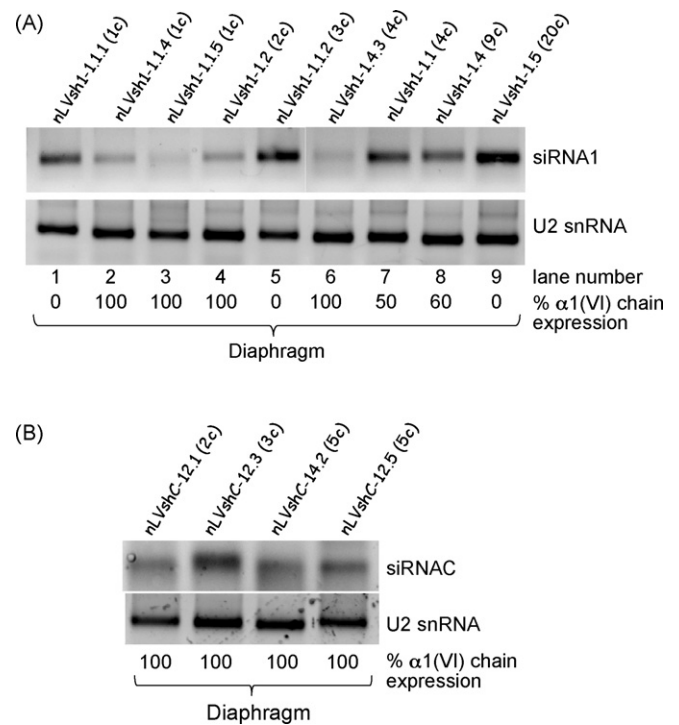 (A)
nLVsh1-1.1.1 (1c)
nLVsh1-1.1.4 (1c)
nLVsh1-1.1.5 (1c)
nLVsh1-1.2 (2c)
nLVsh1-1.1.2 (3c)
nLVsh1-1.4.3 (4c)
nLVsh1-1.1 (4c)
nLVsh1-1.4 (9c)
nLVsh1-1.5 (20c)
siRNA1
U2 snRNA
1 2 3 4 5 6 7 8 9 lane number
0 100 100 100 0 100 50 60 0 % α1(VI) chain
expression
Diaphragm
(B)
nLVshC-12.1 (2c)
nLVshC-12.3 (3c)
nLVshC-14.2 (5c)
nLVshC-12.5 (5c)
siRNAC
U2 snRNA
100 100 100 100 % α1(VI) chain
expression
Diaphragm